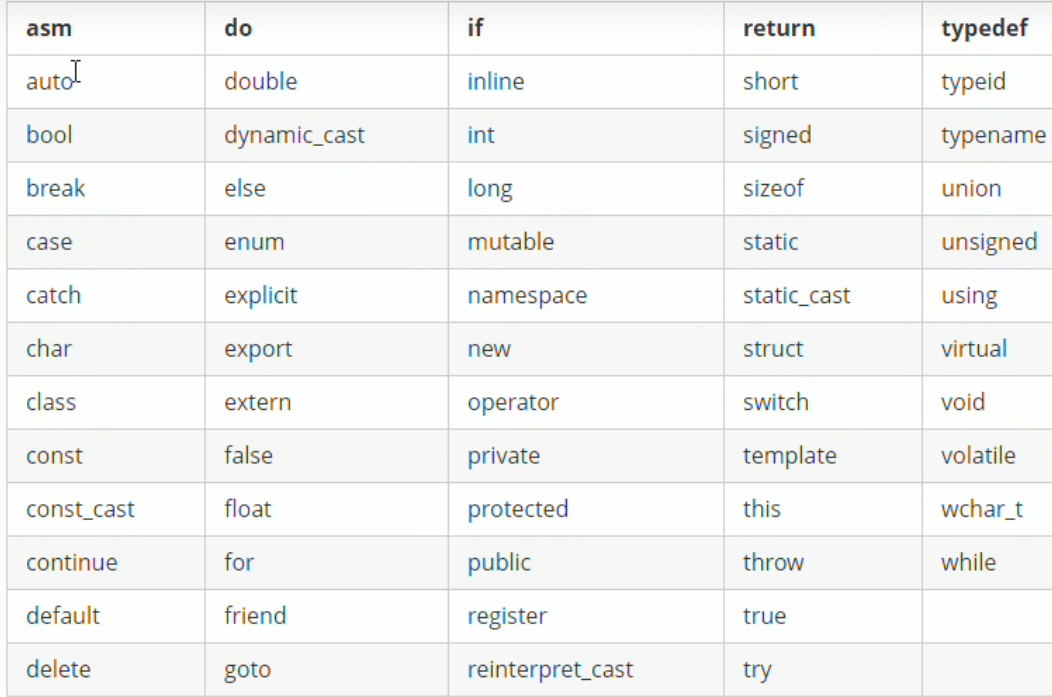 asm do if return typedef
auto double inline short typeid
bool dynamic_cast int signed typename
break else long sizeof union
case enum mutable static unsigned
catch explicit namespace static_cast using
char export new struct virtual
class extern operator switch void
const false private template volatile
const_cast float protected this wchar_t
continue for public throw while
default friend register true
delete goto reinterpret_cast try